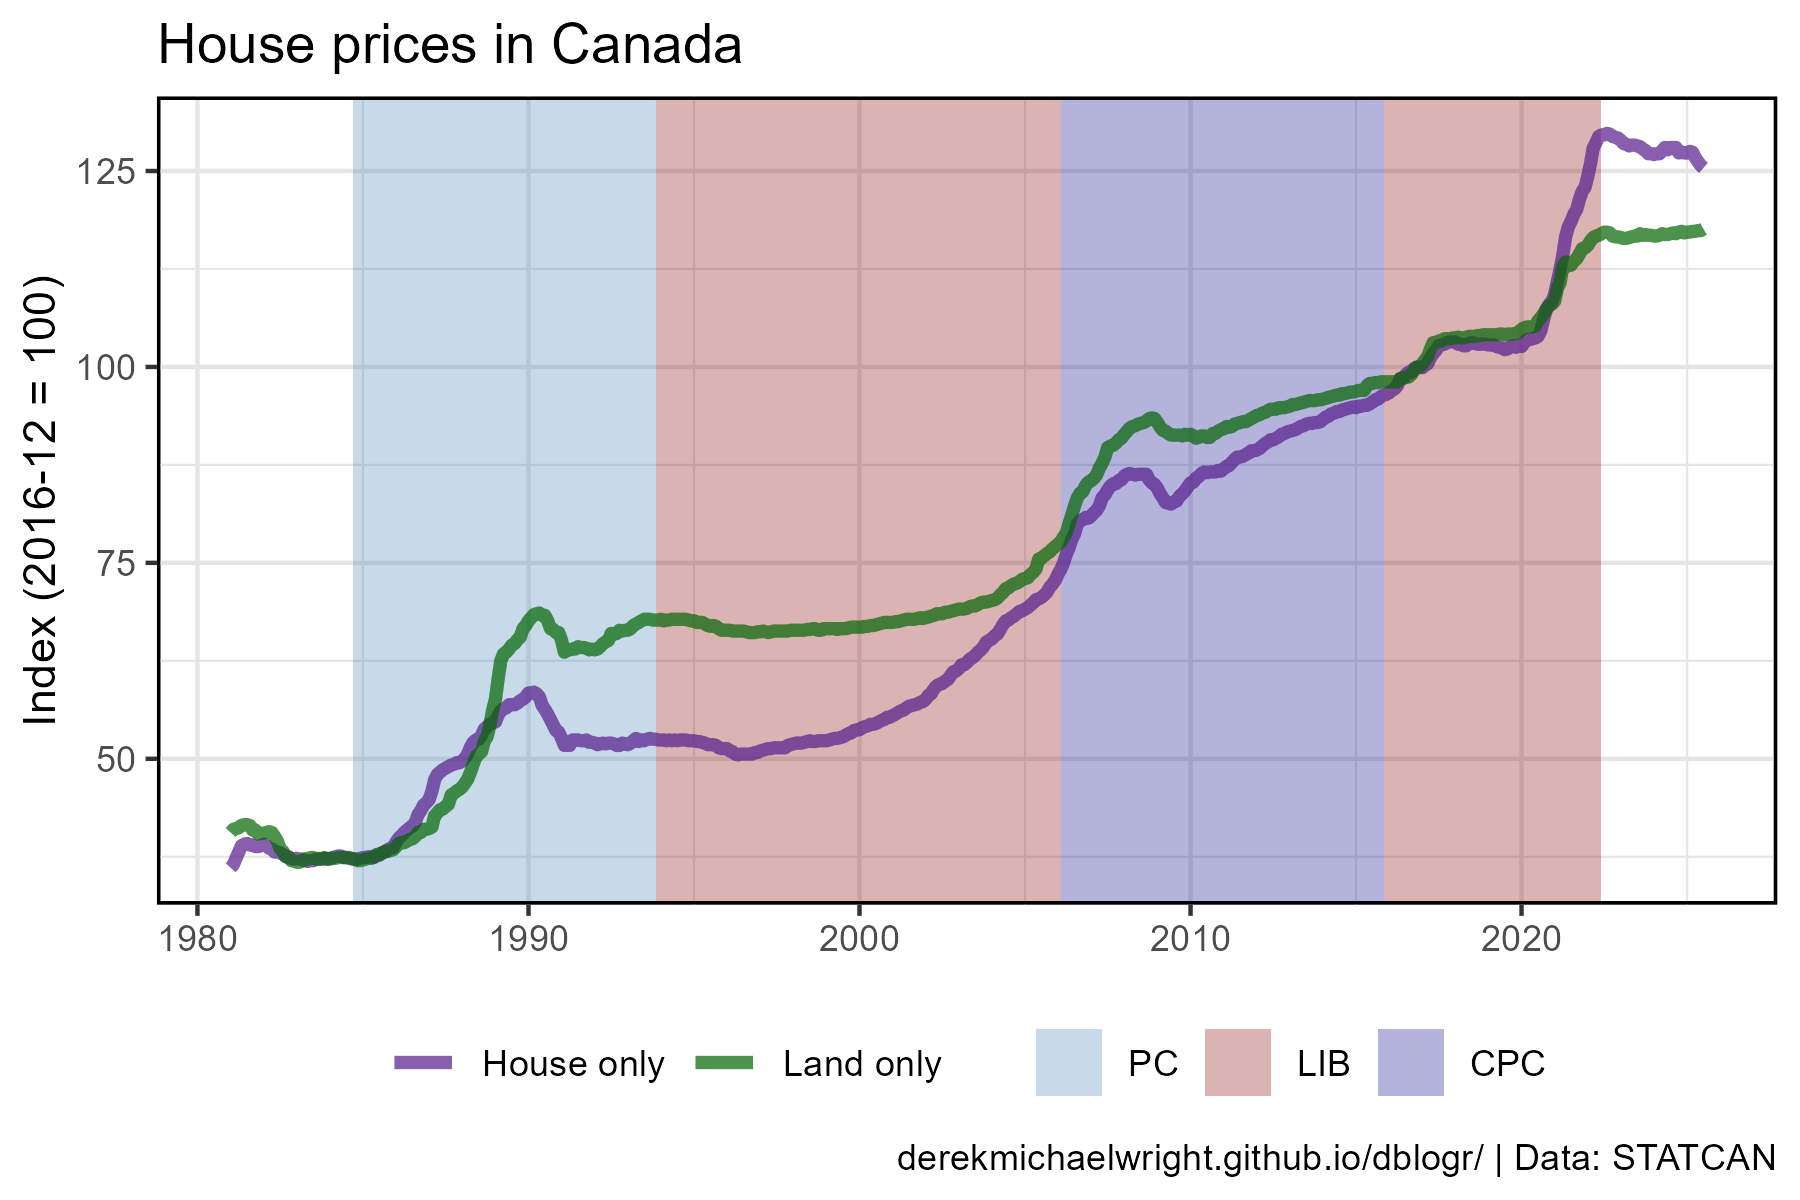 House prices in Canada
Index (2016-12 = 100)
125
100
75
50
1980 1990 2000 2010 2020
House only Land only PC LIB CPC
derekmichaelwright.github.io/dblogr/ | Data: STATCAN